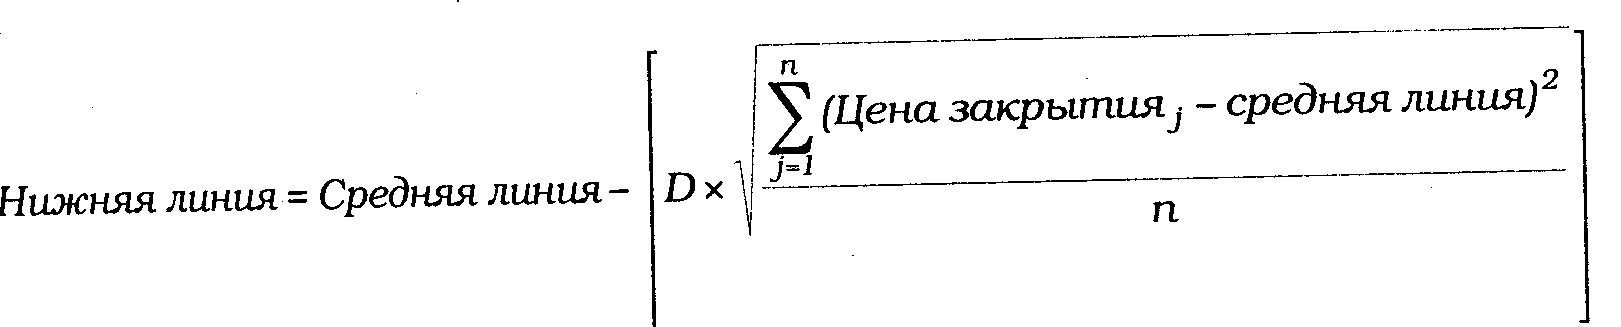 Нижняя линия = Средняя линия – [D × √(∑_{j=1}^{n} (Цена закрытия_j – средняя линия)² / n)]